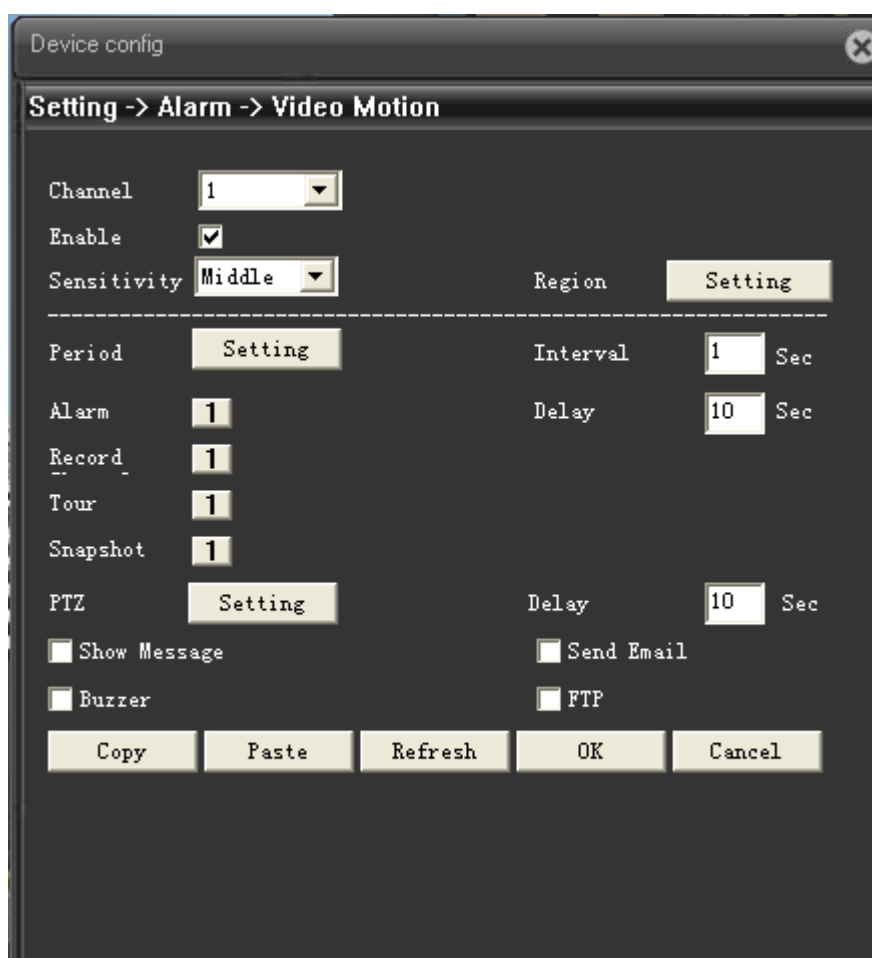 Device config
Setting -> Alarm -> Video Motion
Channel 1
Enable
Sensitivity Middle Region Setting
Period Setting Interval 1 Sec
Alarm 1 Delay 10 Sec
Record 1
Tour 1
Snapshot 1
PTZ Setting Delay 10 Sec
Show Message Send Email
Buzzer FTP
Copy Paste Refresh OK Cancel